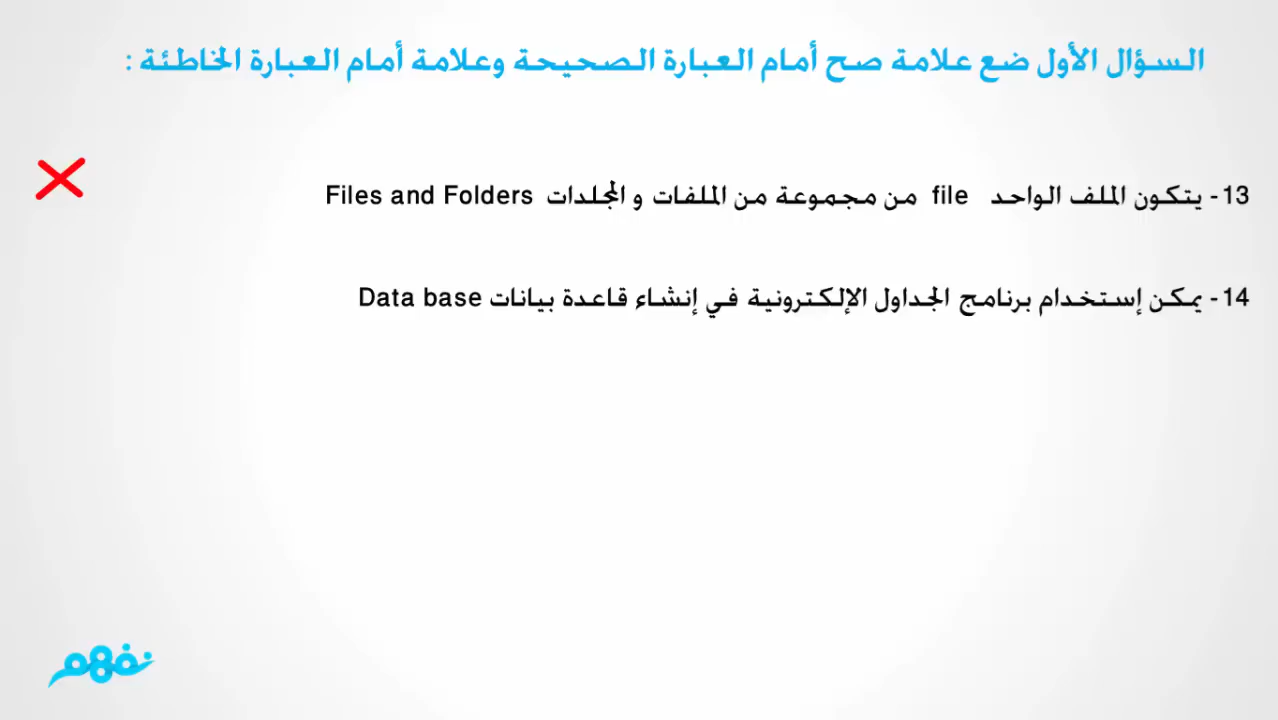 السؤال الأول ضع علامة صح أمام العبارة الصحيحة وعلامة أمام العبارة الخاطئة :
13- يتكون الملف الواحد file من مجموعة من الملفات و المجلدات Files and Folders
14- يمكن إستخدام برنامج الجداول الإلكترونية في إنشاء قاعدة بيانات Data base
نفهم